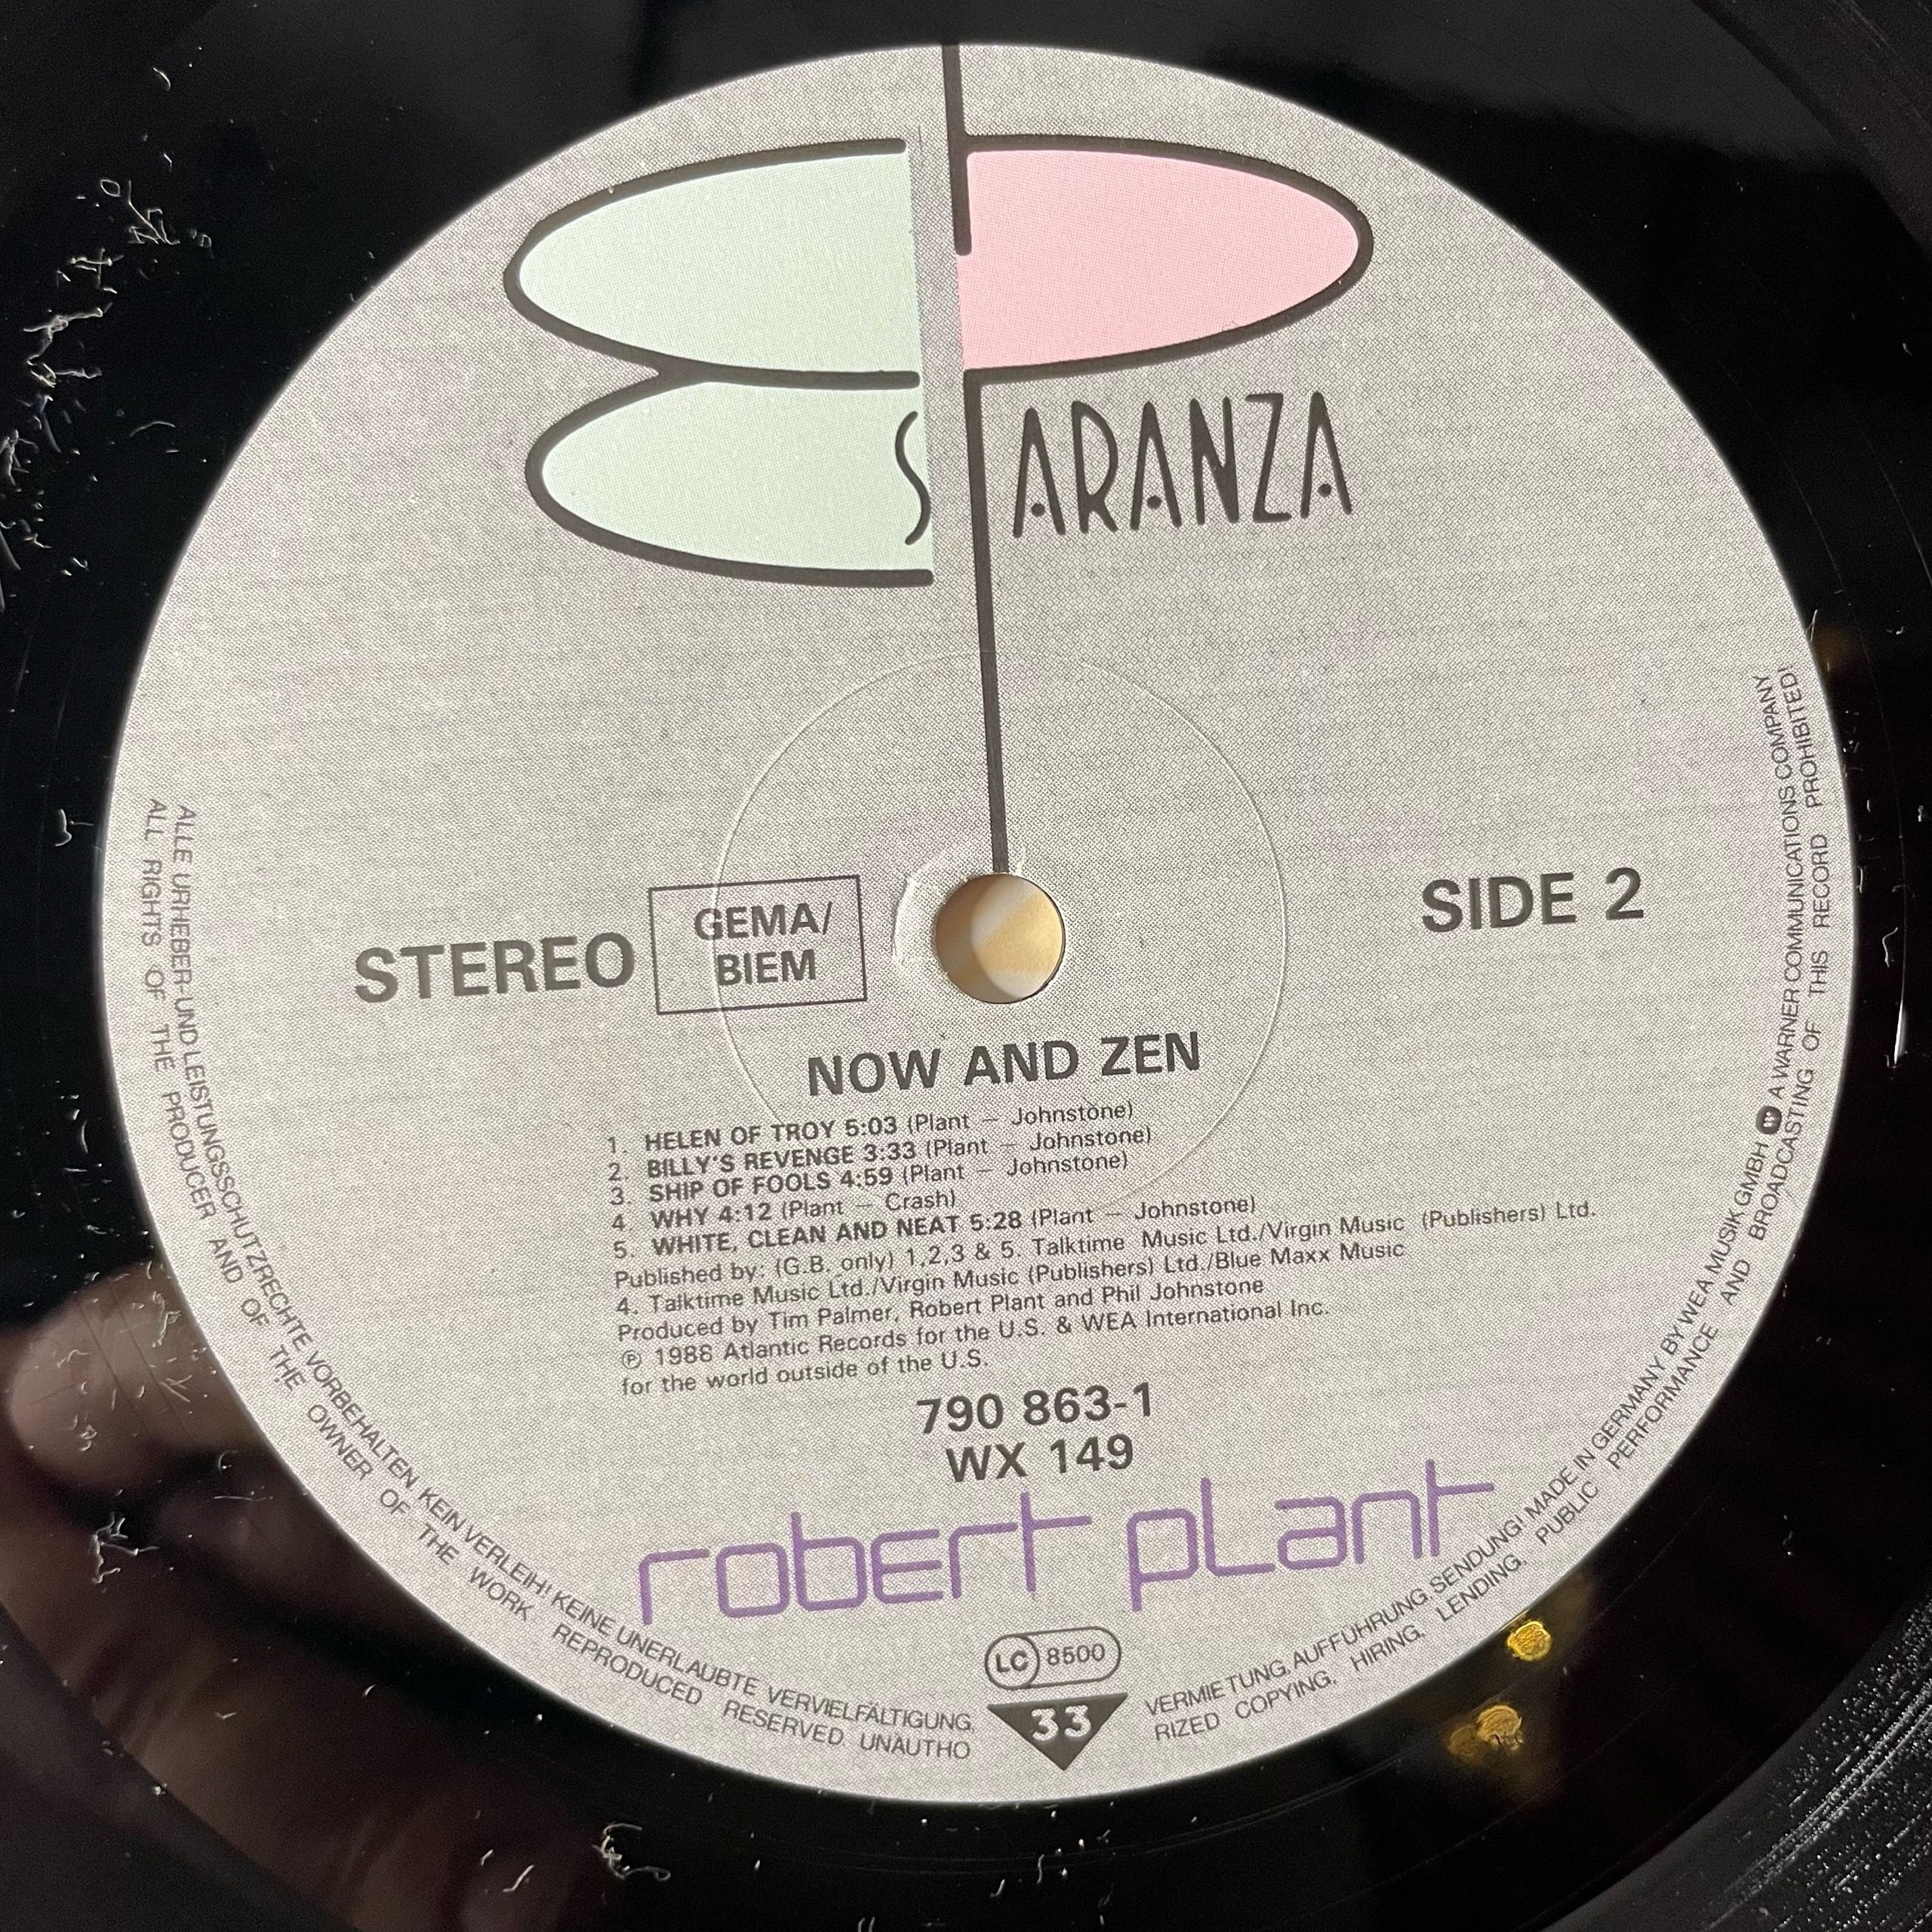 ES PARANZA
STEREO
GEMA/
BIEM
SIDE 2
NOW AND ZEN
1. HELEN OF TROY 5:03 (Plant – Johnstone)
2. BILLY'S REVENGE 3:33 (Plant – Johnstone)
3. SHIP OF FOOLS 4:59 (Plant – Johnstone)
4. WHY 4:12 (Plant – Crash)
5. WHITE, CLEAN AND NEAT 5:28 (Plant – Johnstone)
Published by: (G.B. only) 1,2,3 & 5. Talktime Music Ltd./Virgin Music (Publishers) Ltd.
4. Talktime Music Ltd./Virgin Music (Publishers) Ltd./Blue Maxx Music
Produced by Tim Palmer, Robert Plant and Phil Johnstone
℗ 1988 Atlantic Records for the U.S. & WEA International Inc.
for the world outside of the U.S.
790 863-1
WX 149
robert plant
LC 8500
33
ALLE URHEBER-UND LEISTUNGSSCHUTZRECHTE VORBEHALTEN KEIN VERLEIH! KEINE UNERLAUBTE VERVIELFÄLTIGUNG, VERMIETUNG, AUFFÜHRUNG, SENDUNG! MADE IN GERMANY BY WEA MUSIK GMBH A WARNER COMMUNICATIONS COMPANY
ALL RIGHTS OF THE PRODUCER AND OF THE OWNER OF THE WORK REPRODUCED RESERVED. UNAUTHORIZED COPYING, HIRING, LENDING, PUBLIC PERFORMANCE AND BROADCASTING OF THIS RECORD PROHIBITED!